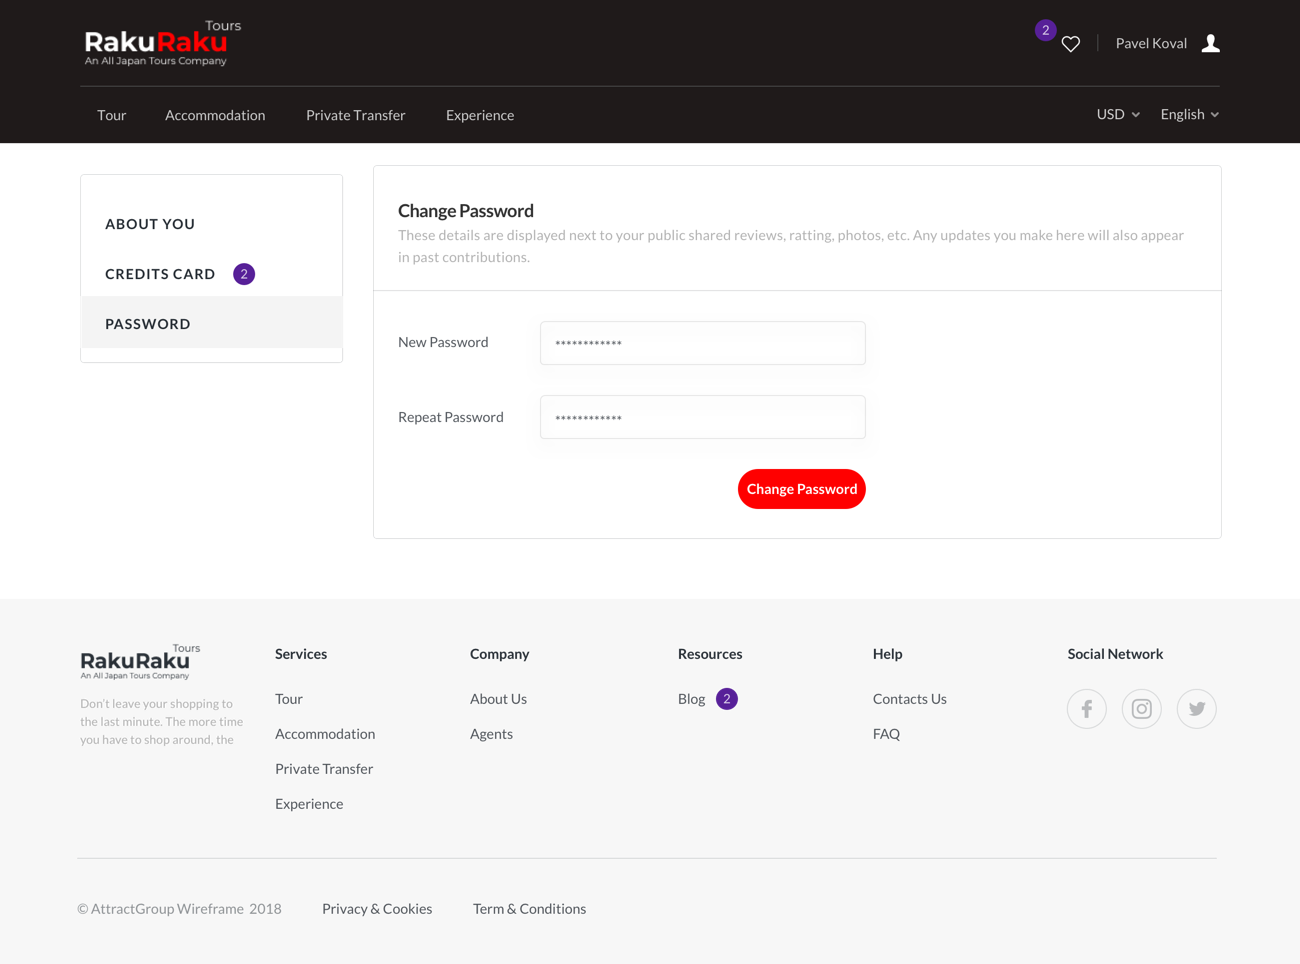 Tours
RakuRaku
An All Japan Tours Company
2
Pavel Koval
Tour Accommodation Private Transfer Experience
USD English
ABOUT YOU
CREDITS CARD 2
PASSWORD
Change Password
These details are displayed next to your public shared reviews, ratting, photos, etc. Any updates you make here will also appear
in past contributions.
New Password ************
Repeat Password ************
Change Password
Tours
RakuRaku
An All Japan Tours Company
Don't leave your shopping to
the last minute. The more time
you have to shop around, the
Services
Tour
Accommodation
Private Transfer
Experience
Company
About Us
Agents
Resources
Blog 2
Help
Contacts Us
FAQ
Social Network
© AttractGroup Wireframe 2018 Privacy & Cookies Term & Conditions